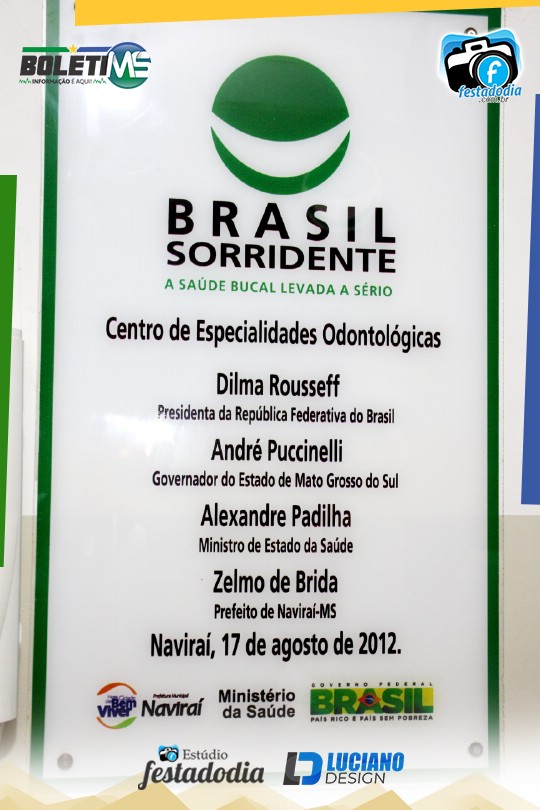 BOLETIMS
INFORMAÇÃO É AQUI!
festadodia
.com.br
BRASIL
SORRIDENTE
A SAÚDE BUCAL LEVADA A SÉRIO
Centro de Especialidades Odontológicas
Dilma Rousseff
Presidenta da República Federativa do Brasil
André Puccinelli
Governador do Estado de Mato Grosso do Sul
Alexandre Padilha
Ministro de Estado da Saúde
Zelmo de Brida
Prefeito de Naviraí-MS
Naviraí, 17 de agosto de 2012.
Bem
Viver
Prefeitura Municipal
Naviraí
Ministério
da Saúde
GOVERNO FEDERAL
BRASIL
PAÍS RICO É PAÍS SEM POBREZA
Estúdio
festadodia
LUCIANO
DESIGN